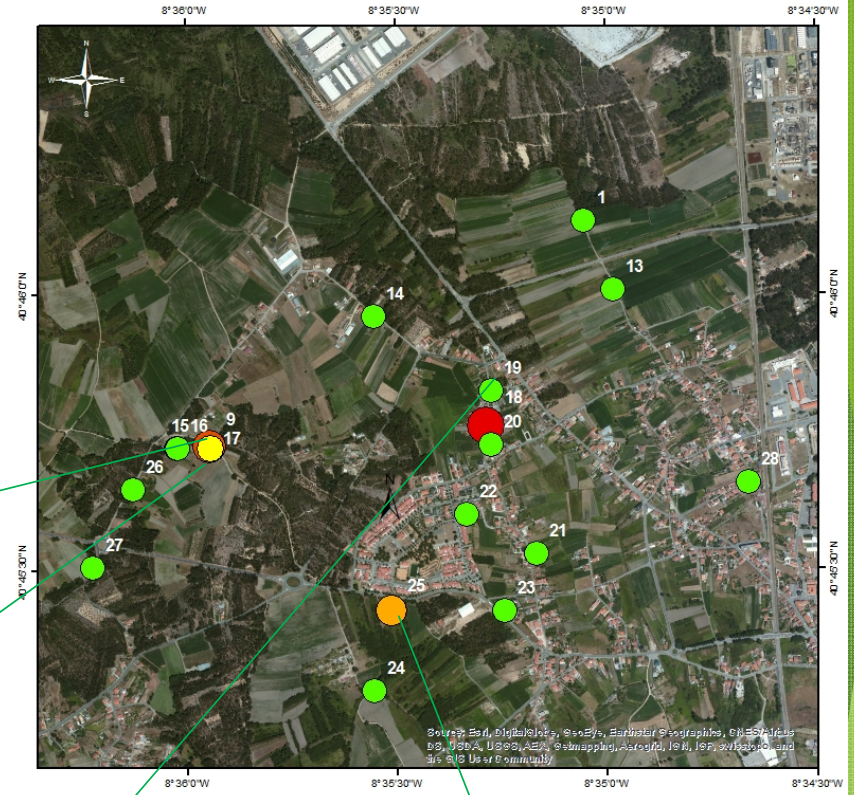 8°36'0"W 8°35'30"W 8°35'0"W 8°34'30"W
N
W E
S
1
13
40°46'0"N 40°46'0"N
14
19
18
9
15 16 20
17
28
26
22
N
21
27
40°45'30"N 40°45'30"N
25
23
24
Source: Esri, DigitalGlobe, GeoEye, Earthstar Geographics, CNES/Airbus
DS, USDA, USGS, AEX, Getmapping, Aerogrid, IGN, IGP, swisstopo, and
the GIS User Community
8°36'0"W 8°35'30"W 8°35'0"W 8°34'30"W